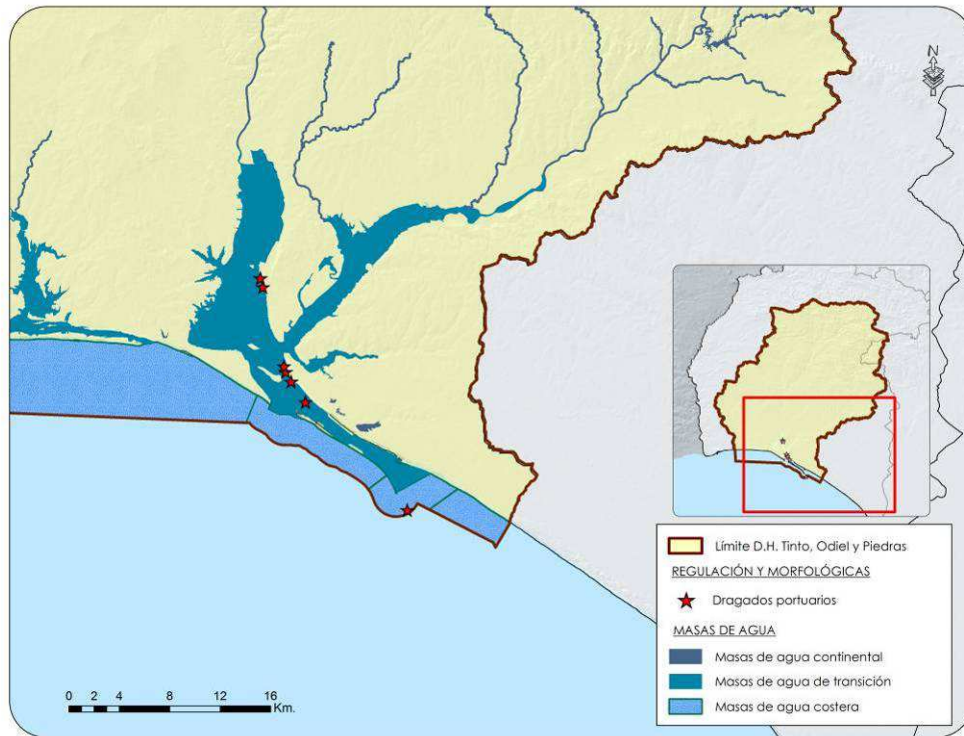 N
Límite D.H. Tinto, Odiel y Piedras
REGULACIÓN Y MORFOLÓGICAS
Dragados portuarios
MASAS DE AGUA
Masas de agua continental
Masas de agua de transición
Masas de agua costera
0 2 4 8 12 16
Km.